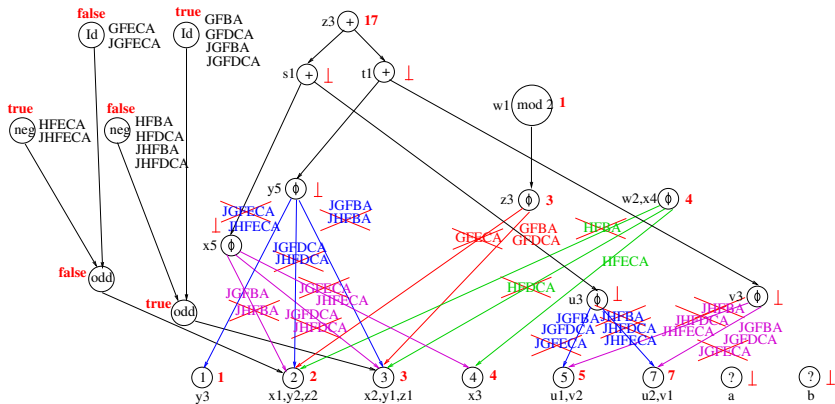 false
true
Id
GFECA
JGFECA
Id
GFBA
GFDCA
JGFBA
JGFDCA
z3
+
17
s1
+
⊥
t1
+
⊥
w1
mod 2
1
true
neg
HFECA
JHFECA
false
neg
HFBA
HFDCA
JHFBA
JHFDCA
y5
ϕ
⊥
JGFECA
JHFECA
JGFBA
JHFBA
z3
ϕ
3
w2,x4
ϕ
4
⊥
x5
ϕ
GFECA
GFBA
GFDCA
HFBA
JGFDCA
JHFDCA
HFECA
false
odd
true
odd
JGFBA
JHFBA
JGFECA
JHFECA
JGFDCA
JHFDCA
HFDCA
u3
ϕ
⊥
JGFBA
JGFDCA
JGFECA
JHFBA
JHFDCA
JHFECA
v3
ϕ
⊥
JHFBA
JHFDCA
JHFECA
JGFBA
JGFDCA
JGFECA
1
1
y3
2
2
x1,y2,z2
3
3
x2,y1,z1
4
4
x3
5
5
u1,v2
7
7
u2,v1
?
⊥
a
?
⊥
b